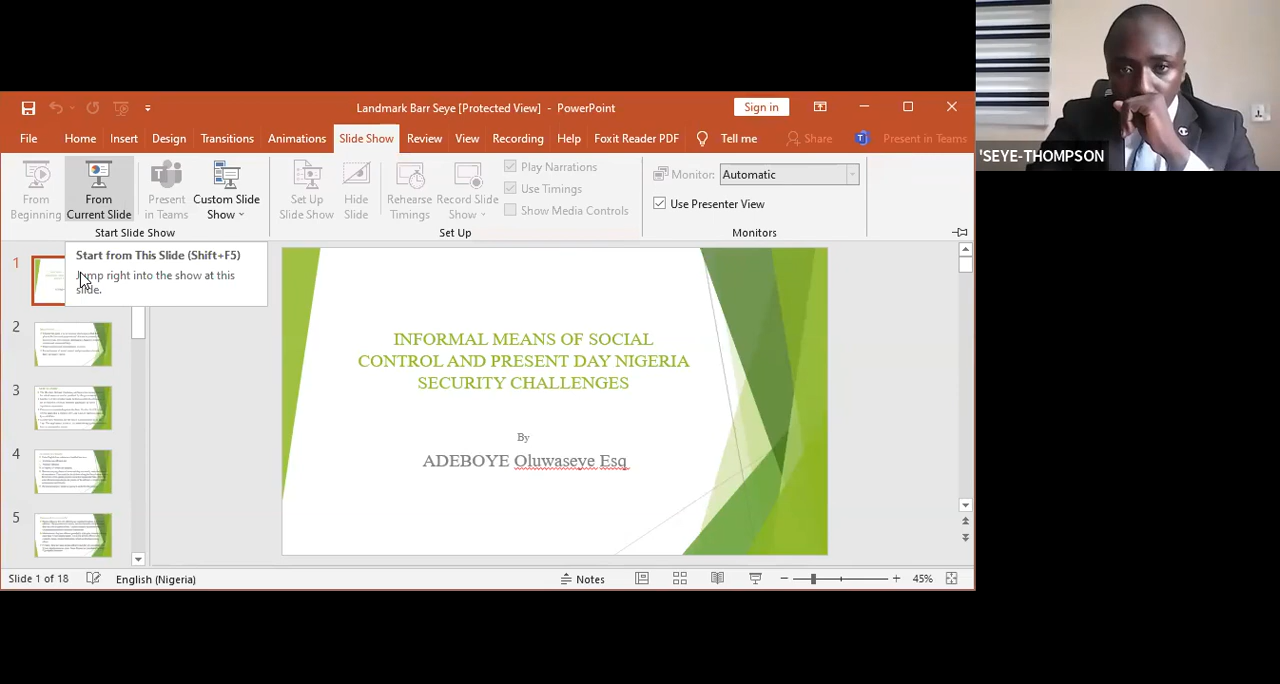 Landmark Barr Seye [Protected View] - PowerPoint
Sign in
File Home Insert Design Transitions Animations Slide Show Review View Recording Help Foxit Reader PDF Tell me Share Present in Teams
From Beginning
From Current Slide
Present in Teams
Custom Slide Show
Set Up Slide Show
Hide Slide
Rehearse Timings
Record Slide Show
Play Narrations
Use Timings
Show Media Controls
Monitor: Automatic
Use Presenter View
Start Slide Show
Set Up
Monitors
Start from This Slide (Shift+F5)
Jump right into the show at this
slide.
1
2
3
4
5
INFORMAL MEANS OF SOCIAL
CONTROL AND PRESENT DAY NIGERIA
SECURITY CHALLENGES
By
ADEBOYE Oluwaseye Esq
Slide 1 of 18 English (Nigeria) Notes 45%
'SEYE-THOMPSON